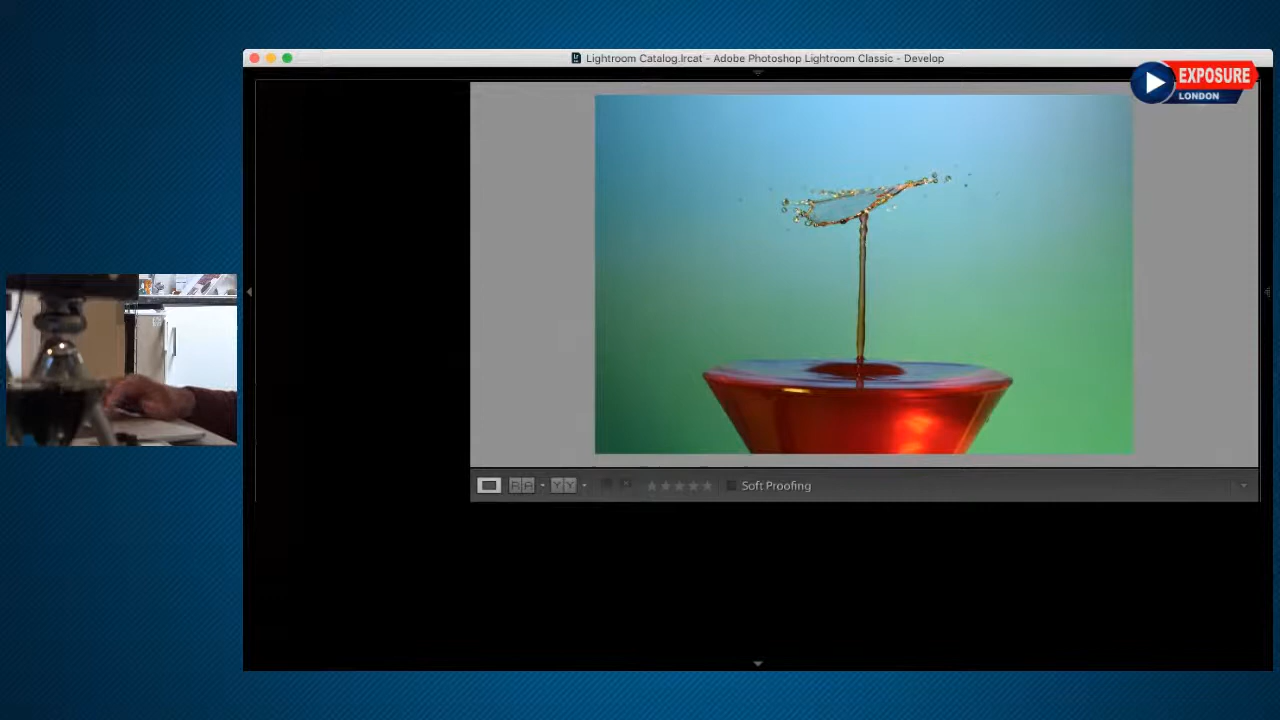 Lightroom Catalog.lrcat - Adobe Photoshop Lightroom Classic - Develop
EXPOSURE
LONDON
Soft Proofing